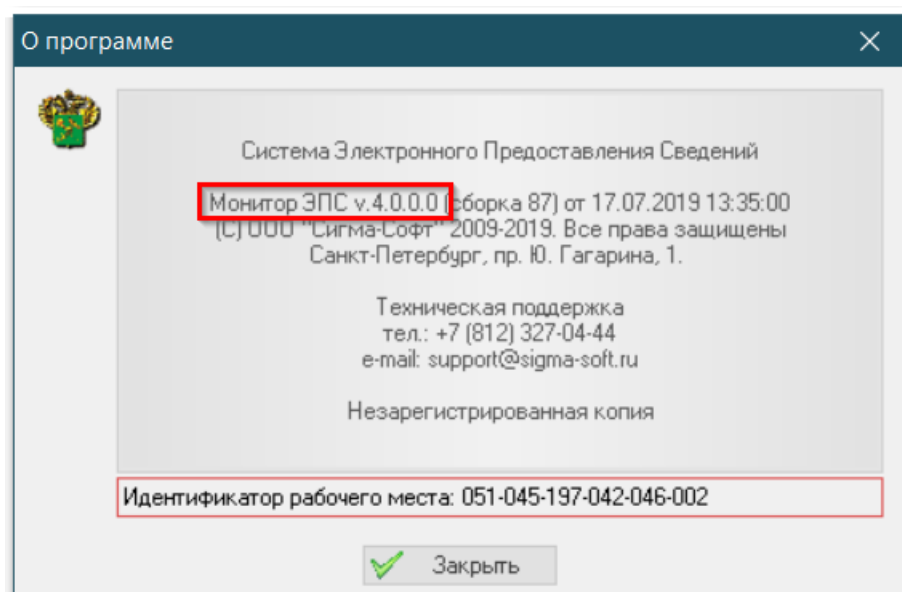 О программе
Система Электронного Предоставления Сведений
Монитор ЭПС v.4.0.0.0 (сборка 87) от 17.07.2019 13:35:00
(C) ООО "Сигма-Софт" 2009-2019. Все права защищены
Санкт-Петербург, пр. Ю. Гагарина, 1.
Техническая поддержка
тел.: +7 (812) 327-04-44
e-mail: support@sigma-soft.ru
Незарегистрированная копия
Идентификатор рабочего места: 051-045-197-042-046-002
Закрыть